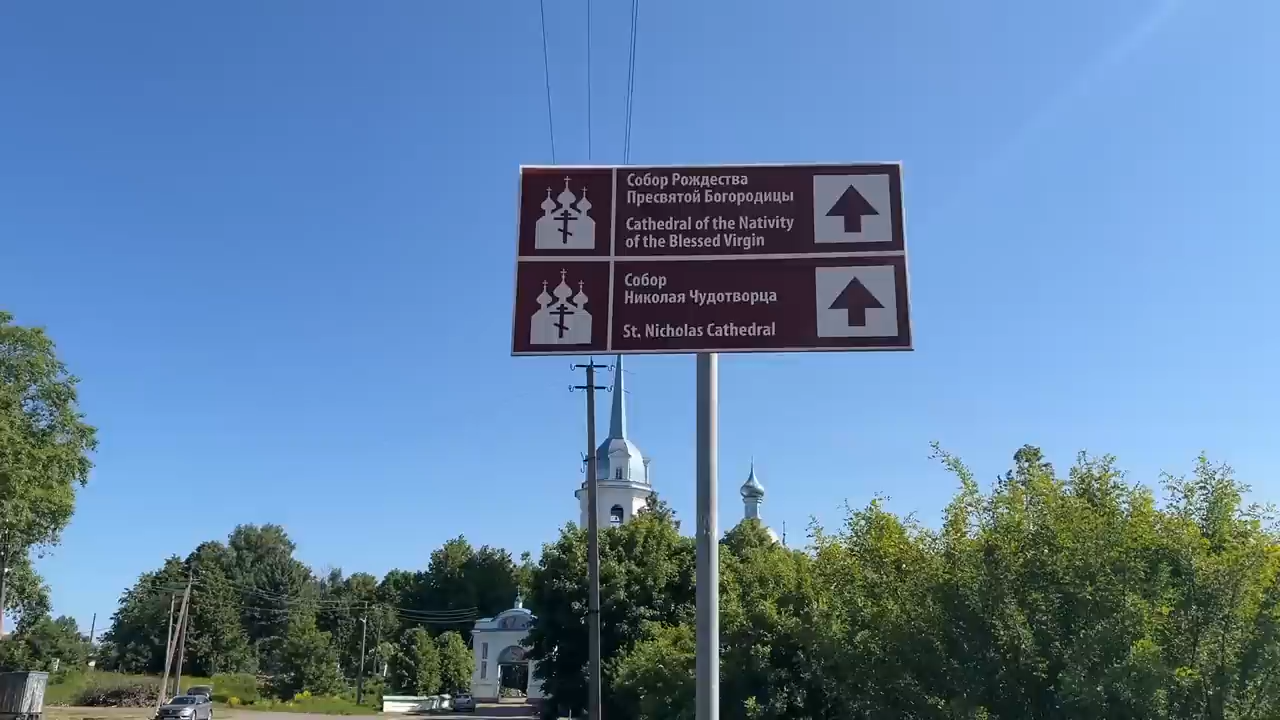 Собор Рождества
Пресвятой Богородицы
Cathedral of the Nativity
of the Blessed Virgin
Собор
Николая Чудотворца
St. Nicholas Cathedral